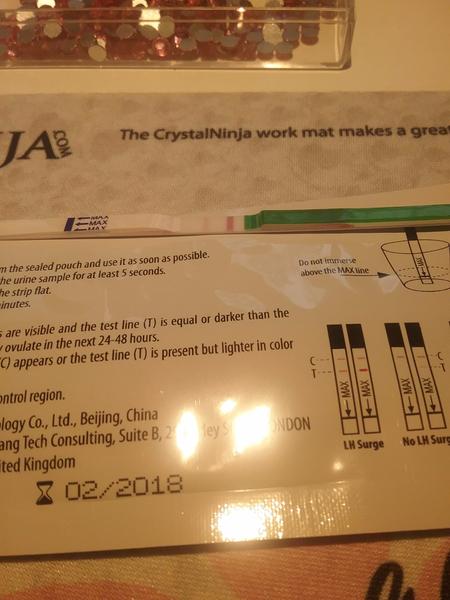 JA.COM
The CrystalNinja work mat makes a great
MAX
MAX
MAX
m the sealed pouch and use it as soon as possible.
the urine sample for at least 5 seconds.
the strip flat.
minutes.
Do not immerse
above the MAX line
MAX
s are visible and the test line (T) is equal or darker than the
y ovulate in the next 24-48 hours.
(C) appears or the test line (T) is present but lighter in color
ontrol region.
C
T
MAX
MAX
MAX
MAX
C
T
LH Surge
No LH Surg
ology Co., Ltd., Beijing, China
ang Tech Consulting, Suite B, 2 ley S ONDON
ited Kingdom
02/2018